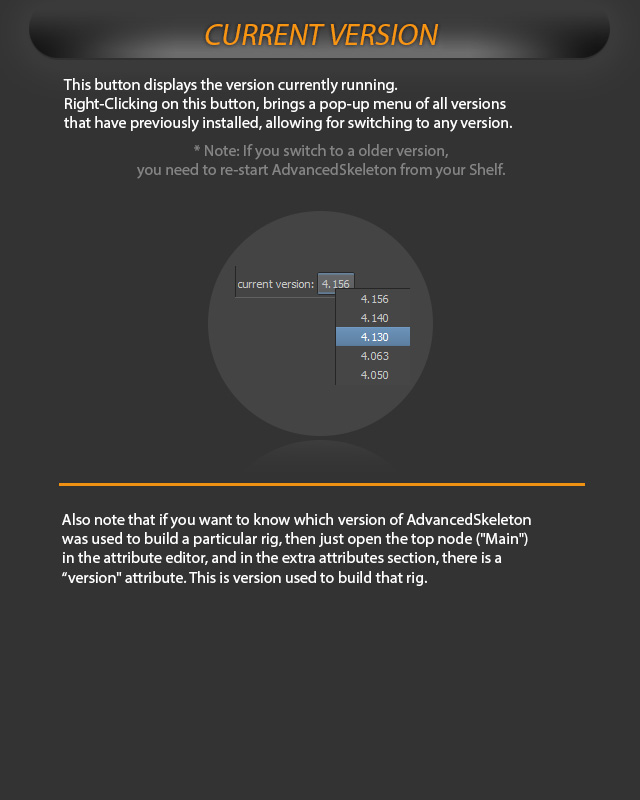 CURRENT VERSION
This button displays the version currently running.
Right-Clicking on this button, brings a pop-up menu of all versions
that have previously installed, allowing for switching to any version.
* Note: If you switch to a older version,
you need to re-start AdvancedSkeleton from your Shelf.
current version: 4.156
4.156
4.140
4.130
4.063
4.050
Also note that if you want to know which version of AdvancedSkeleton
was used to build a particular rig, then just open the top node ("Main")
in the attribute editor, and in the extra attributes section, there is a
“version" attribute. This is version used to build that rig.